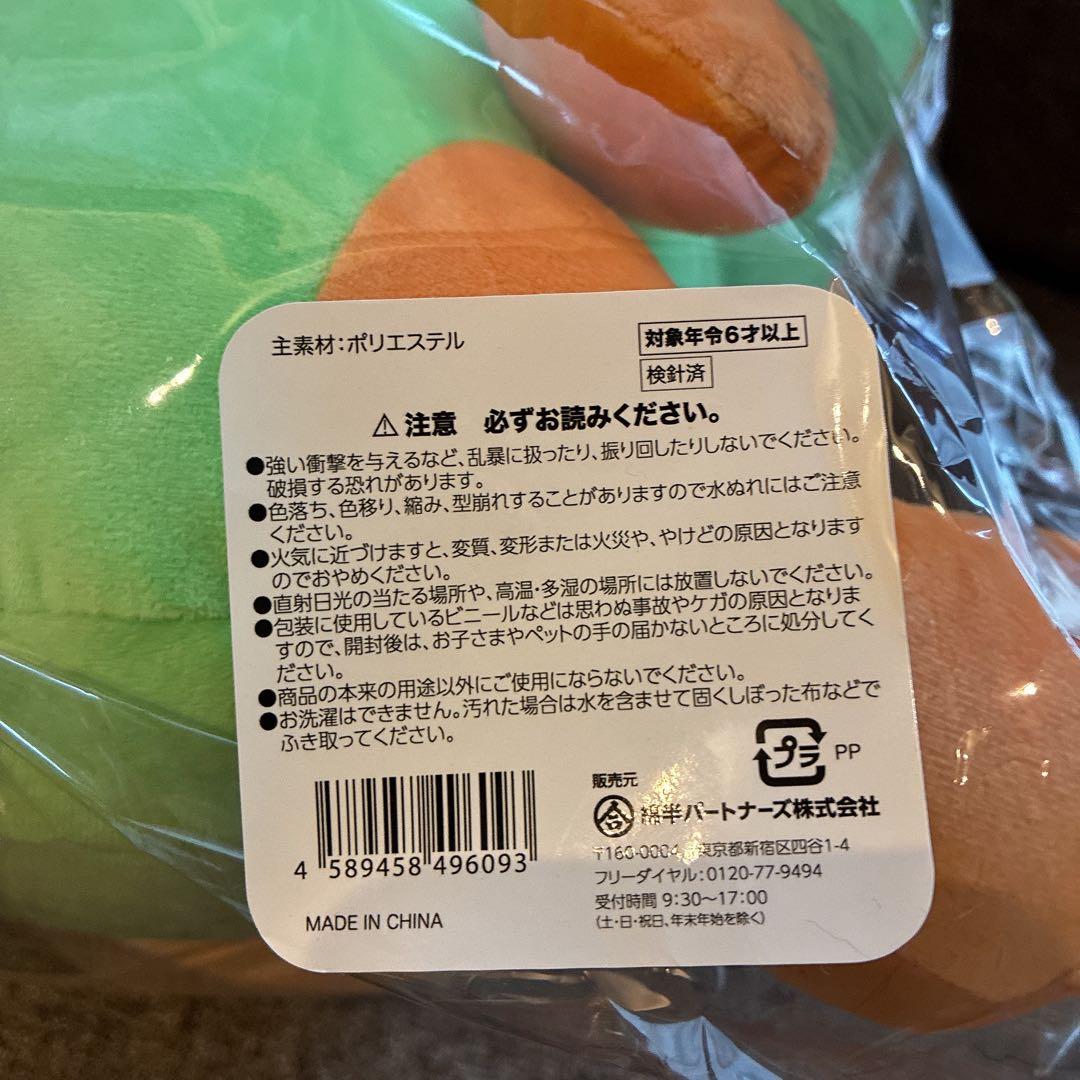 主素材:ポリエステル
対象年令6才以上
検針済
⚠注意 必ずお読みください。
●強い衝撃を与えるなど、乱暴に扱ったり、振り回したりしないでください。
破損する恐れがあります。
●色落ち、色移り、縮み、型崩れすることがありますので水ぬれにはご注意
ください。
●火気に近づけますと、変質、変形または火災や、やけどの原因となります
のでおやめください。
●直射日光の当たる場所や、高温・多湿の場所には放置しないでください。
●包装に使用しているビニールなどは思わぬ事故やケガの原因となりま
すので、開封後は、お子さまやペットの手の届かないところに処分してく
ださい。
●商品の本来の用途以外にご使用にならないでください。
●お洗濯はできません。汚れた場合は水を含ませて固くしぼった布などで
ふき取ってください。
プラ PP
販売元
綿半パートナーズ株式会社
〒160-0004 東京都新宿区四谷1-4
フリーダイヤル:0120-77-9494
受付時間 9:30〜17:00
(土・日・祝日、年末年始を除く)
4 589458 496093
MADE IN CHINA